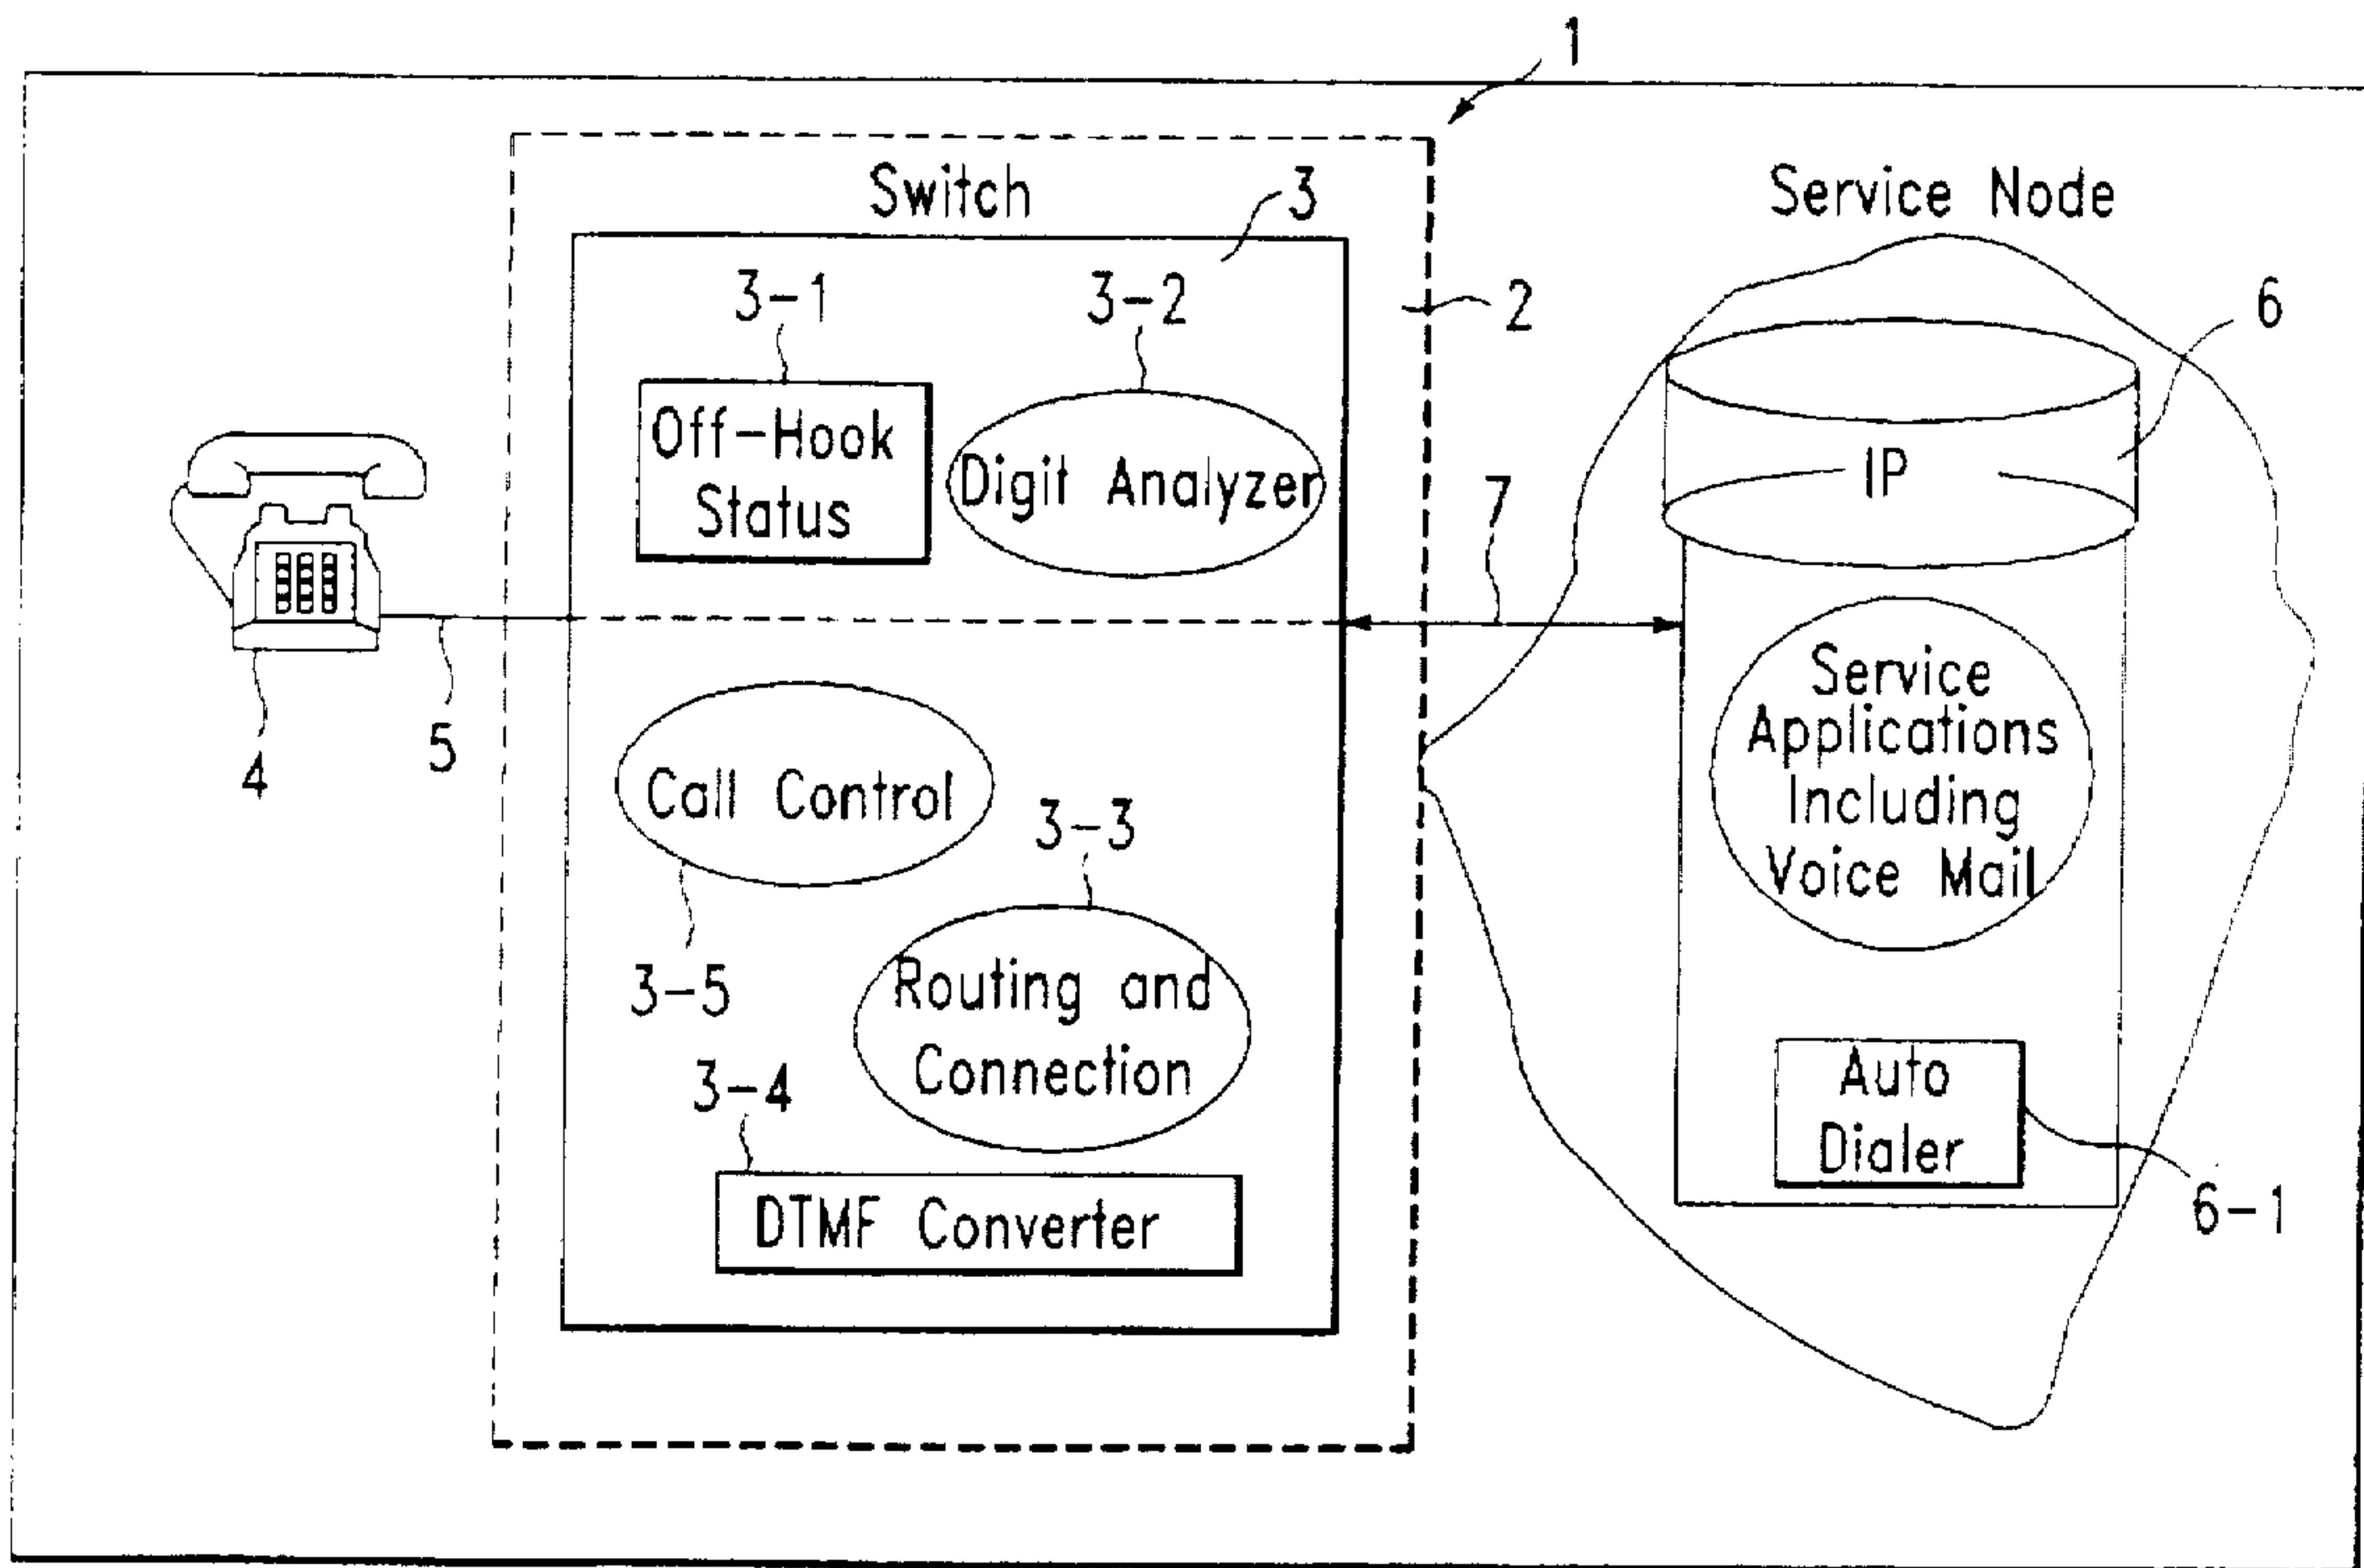 1
Switch
3
Service Node
3-1
3-2
2
6
Off-Hook
Status
Digit Analyzer
IP
7
5
4
Call Control
3-3
3-5
Service
Applications
Including
Voice Mail
Routing and
Connection
3-4
DTMF Converter
Auto
Dialer
6-1